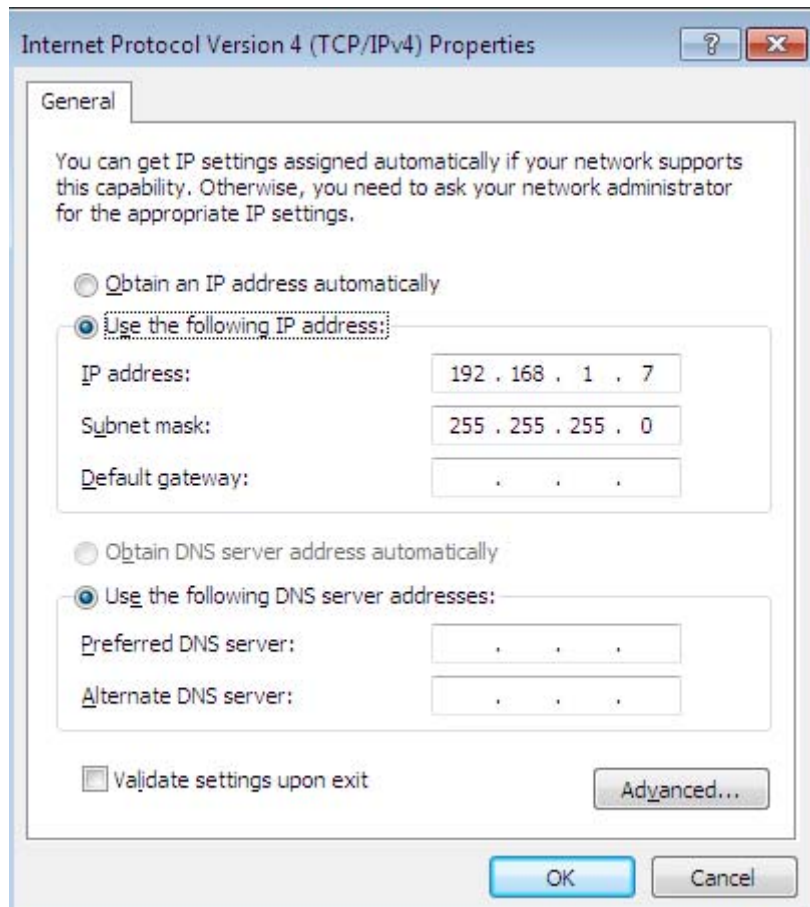 Internet Protocol Version 4 (TCP/IPv4) Properties
?
General
You can get IP settings assigned automatically if your network supports
this capability. Otherwise, you need to ask your network administrator
for the appropriate IP settings.
Obtain an IP address automatically
Use the following IP address:
IP address: 192 . 168 . 1 . 7
Subnet mask: 255 . 255 . 255 . 0
Default gateway: . . .
Obtain DNS server address automatically
Use the following DNS server addresses:
Preferred DNS server: . . .
Alternate DNS server: . . .
Validate settings upon exit
Advanced...
OK Cancel